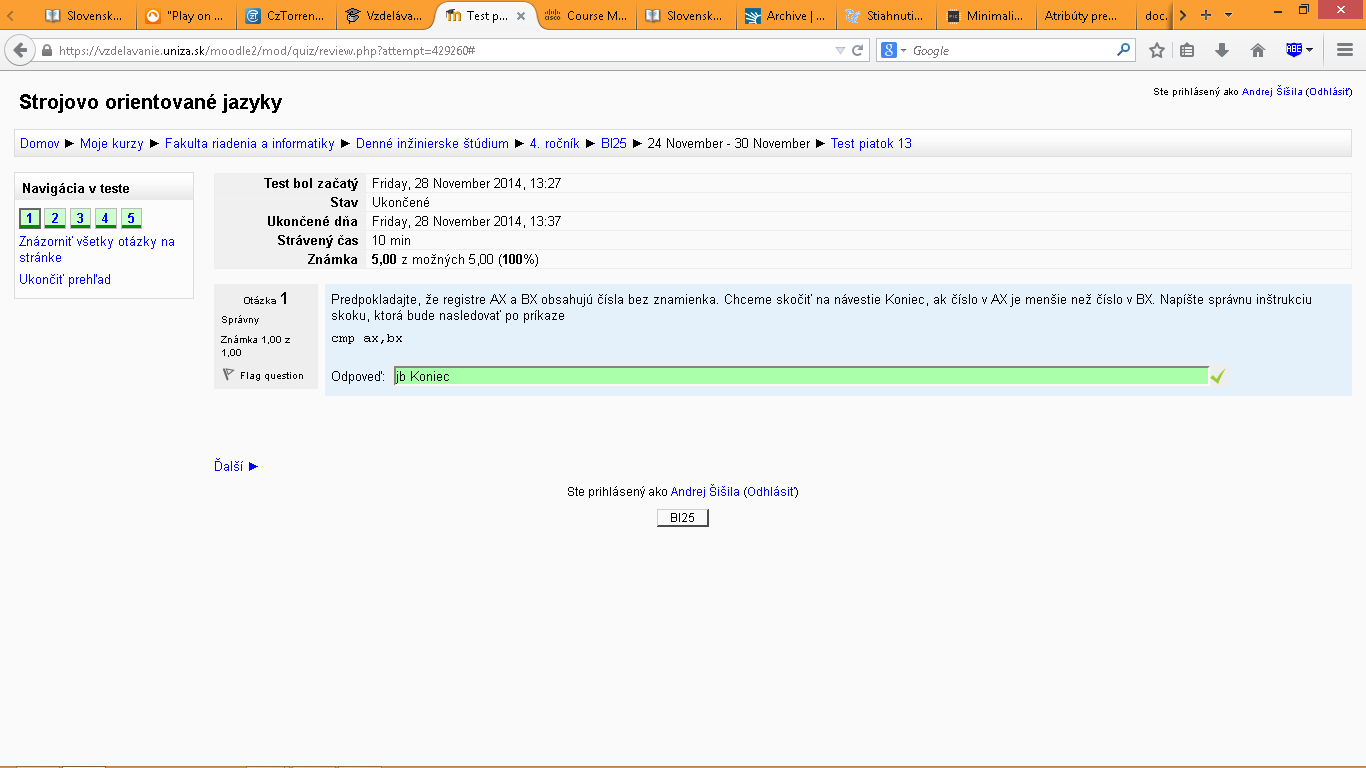 Slovensk...
"Play on ...
CzTorren...
Vzdeláva...
Test p...
Course M...
Slovensk...
Archive | ...
Stiahnuti...
Minimali...
Atribúty pre...
doc.
https://vzdelavanie.uniza.sk/moodle2/mod/quiz/review.php?attempt=429260#
Google
ABE
Strojovo orientované jazyky
Ste prihlásený ako Andrej Šišila (Odhlásiť)
Domov ► Moje kurzy ► Fakulta riadenia a informatiky ► Denné inžinierske štúdium ► 4. ročník ► BI25 ► 24 November - 30 November ► Test piatok 13
Navigácia v teste
1 2 3 4 5
Znázorniť všetky otázky na
stránke
Ukončiť prehľad
Test bol začatý Friday, 28 November 2014, 13:27
Stav Ukončené
Ukončené dňa Friday, 28 November 2014, 13:37
Strávený čas 10 min
Známka 5,00 z možných 5,00 (100%)
Otázka 1
Správny
Známka 1,00 z
1,00
Flag question
Predpokladajte, že registre AX a BX obsahujú čísla bez znamienka. Chceme skočiť na návestie Koniec, ak číslo v AX je menšie než číslo v BX. Napíšte správnu inštrukciu
skoku, ktorá bude nasledovať po príkaze
cmp ax,bx
Odpoveď: jb Koniec
Ďalší ►
Ste prihlásený ako Andrej Šišila (Odhlásiť)
BI25